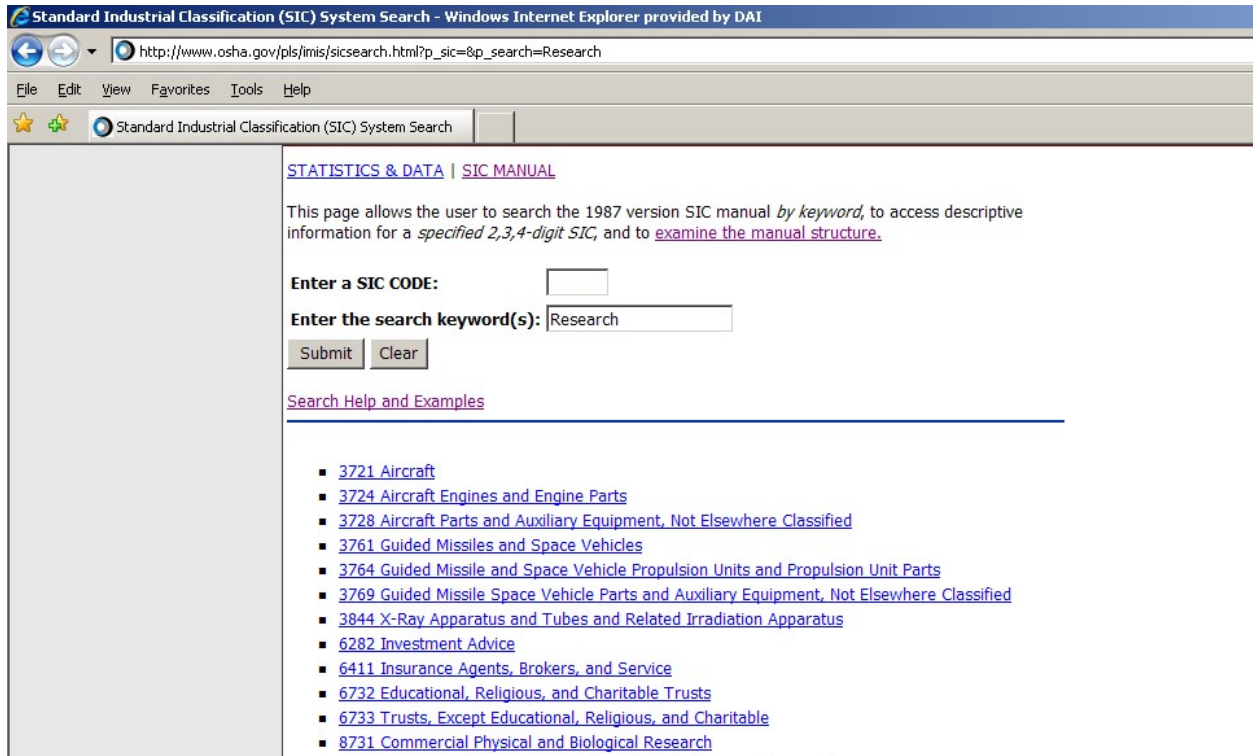 Standard Industrial Classification (SIC) System Search - Windows Internet Explorer provided by DAI
http://www.osha.gov/pls/imis/sicsearch.html?p_sic=&p_search=Research
File Edit View Favorites Tools Help
Standard Industrial Classification (SIC) System Search
STATISTICS & DATA | SIC MANUAL
This page allows the user to search the 1987 version SIC manual by keyword, to access descriptive
information for a specified 2,3,4-digit SIC, and to examine the manual structure.
Enter a SIC CODE:
Enter the search keyword(s): Research
Submit Clear
Search Help and Examples
3721 Aircraft
3724 Aircraft Engines and Engine Parts
3728 Aircraft Parts and Auxiliary Equipment, Not Elsewhere Classified
3761 Guided Missiles and Space Vehicles
3764 Guided Missile and Space Vehicle Propulsion Units and Propulsion Unit Parts
3769 Guided Missile Space Vehicle Parts and Auxiliary Equipment, Not Elsewhere Classified
3844 X-Ray Apparatus and Tubes and Related Irradiation Apparatus
6282 Investment Advice
6411 Insurance Agents, Brokers, and Service
6732 Educational, Religious, and Charitable Trusts
6733 Trusts, Except Educational, Religious, and Charitable
8731 Commercial Physical and Biological Research